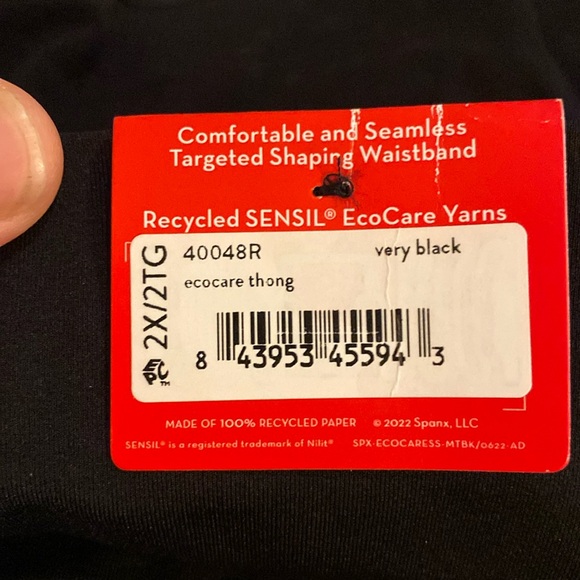 Comfortable and Seamless
Targeted Shaping Waistband
Recycled SENSIL® EcoCare Yarns
2X/2TG
EPC™
40048R very black
ecocare thong
8 43953 45594 3
MADE OF 100% RECYCLED PAPER © 2022 Spanx, LLC
SENSIL® is a registered trademark of Nilit® SPX-ECOCARESS-MTBK/0622-AD